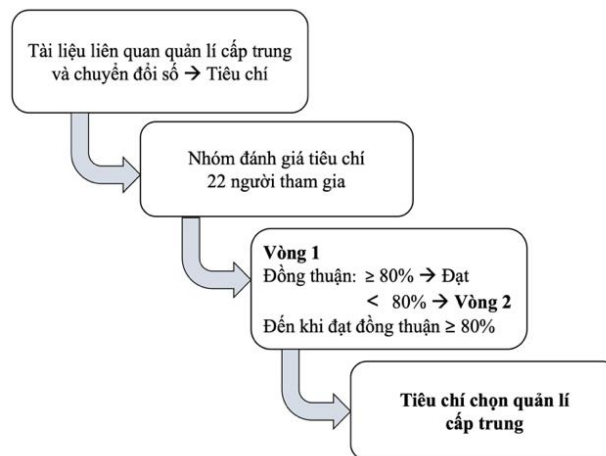 Tài liệu liên quan quản lí cấp trung
và chuyển đổi số → Tiêu chí
Nhóm đánh giá tiêu chí
22 người tham gia
Vòng 1
Đồng thuận: ≥ 80% → Đạt
< 80% → Vòng 2
Đến khi đạt đồng thuận ≥ 80%
Tiêu chí chọn quản lí
cấp trung